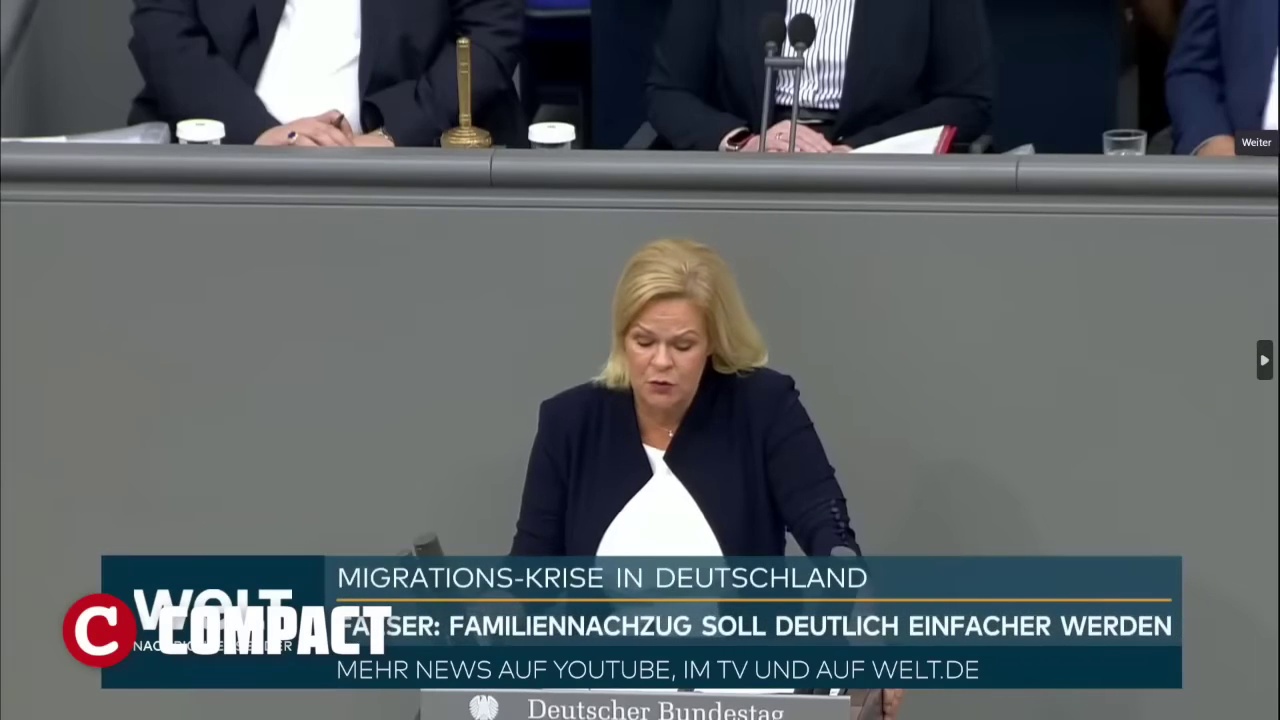 Weiter
MIGRATIONS-KRISE IN DEUTSCHLAND
FAESER: FAMILIENNACHZUG SOLL DEUTLICH EINFACHER WERDEN
MEHR NEWS AUF YOUTUBE, IM TV UND AUF WELT.DE
C COMPACT
Deutscher Bundestag